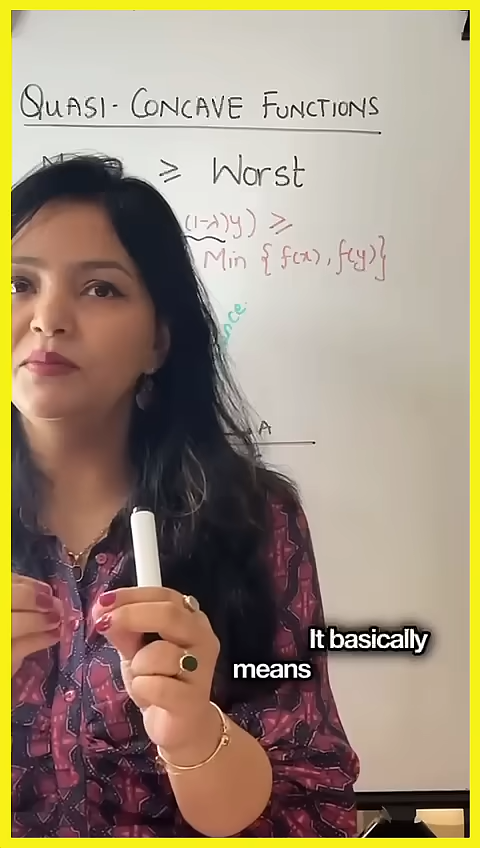 QUASI-CONCAVE FUNCTIONS
≥ Worst
(1-λ)y) ≥
Min { f(x), f(y)}
A
It basically
means